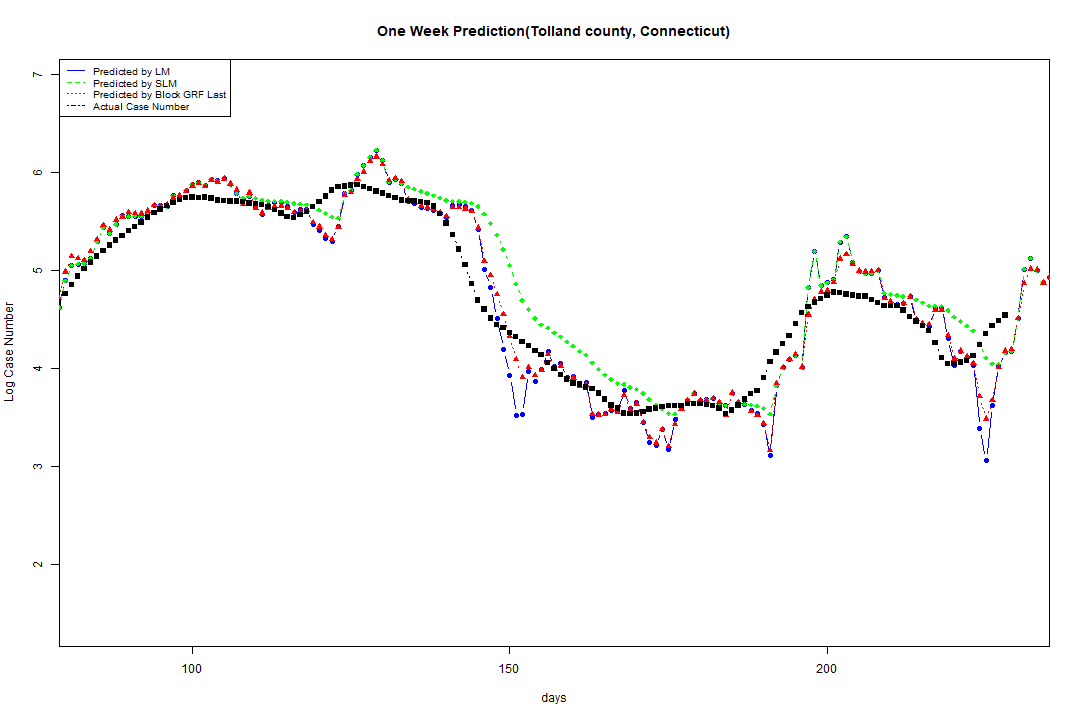 One Week Prediction(Tolland county, Connecticut)
Predicted by LM
Predicted by SLM
Predicted by Block GRF Last
Actual Case Number
7
6
5
4
3
2
Log Case Number
100
150
200
days